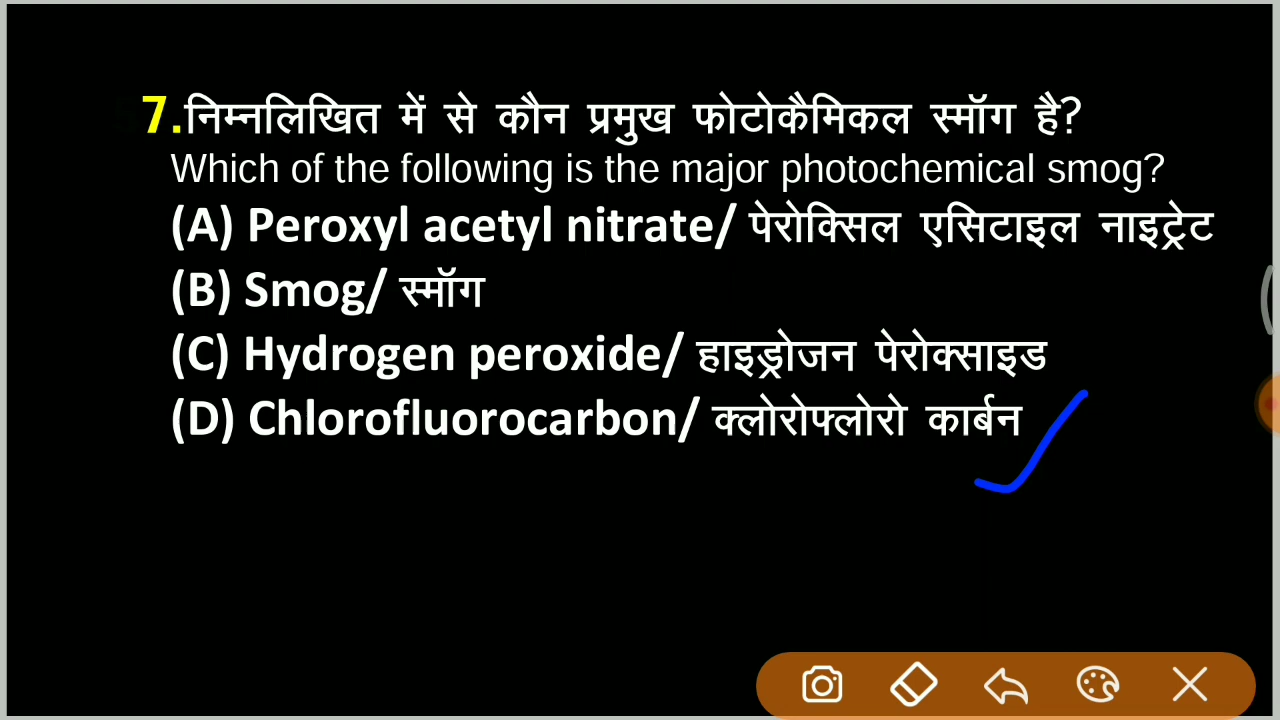 7.निम्नलिखित में से कौन प्रमुख फोटोकैमिकल स्मॉग है?
Which of the following is the major photochemical smog?
(A) Peroxyl acetyl nitrate/ पेरोक्सिल एसिटाइल नाइट्रेट
(B) Smog/ स्मॉग
(C) Hydrogen peroxide/ हाइड्रोजन पेरोक्साइड
(D) Chlorofluorocarbon/ क्लोरोफ्लोरो कार्बन